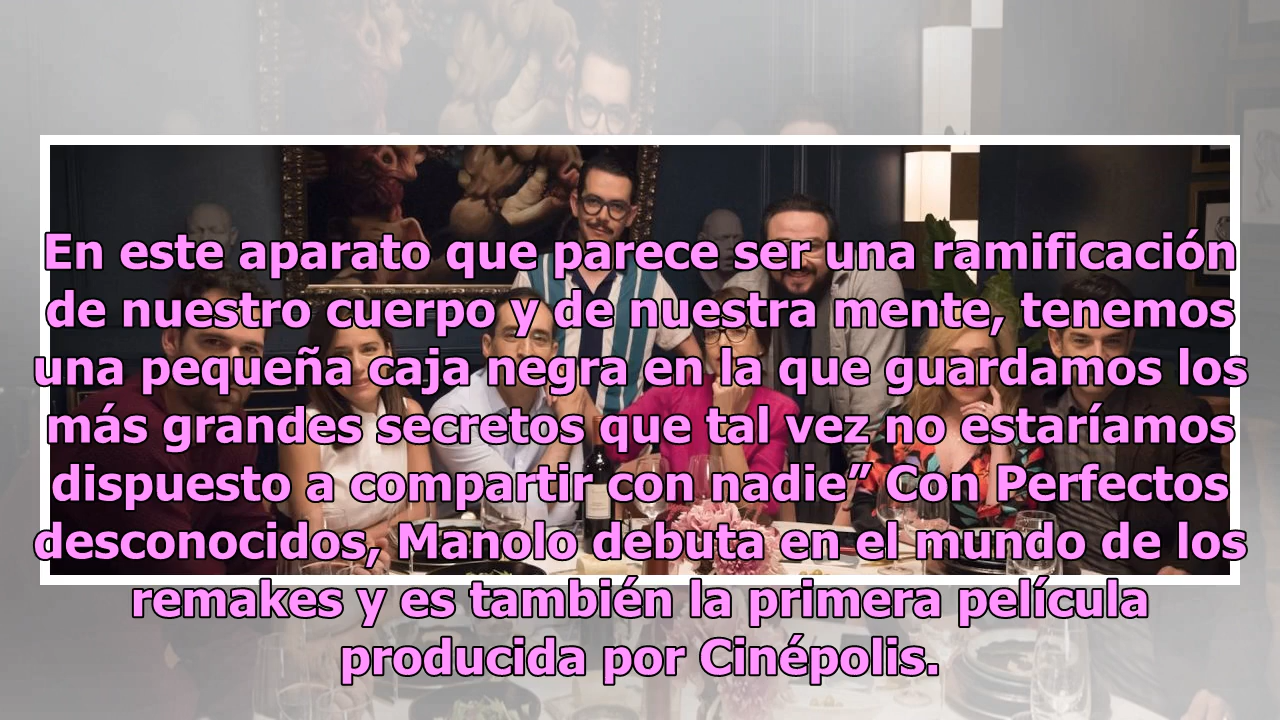 En este aparato que parece ser una ramificación
de nuestro cuerpo y de nuestra mente, tenemos
una pequeña caja negra en la que guardamos los
más grandes secretos que tal vez no estaríamos
dispuesto a compartir con nadie” Con Perfectos
desconocidos, Manolo debuta en el mundo de los
remakes y es también la primera película
producida por Cinépolis.